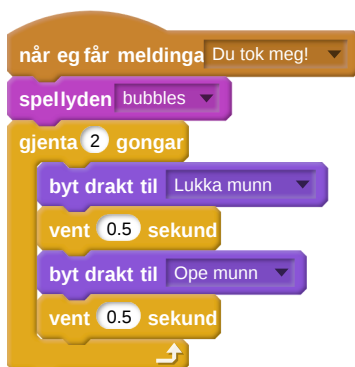 når eg får meldinga Du tok meg!
spel lyden bubbles
gjenta 2 gongar
byt drakt til Lukka munn
vent 0.5 sekund
byt drakt til Ope munn
vent 0.5 sekund